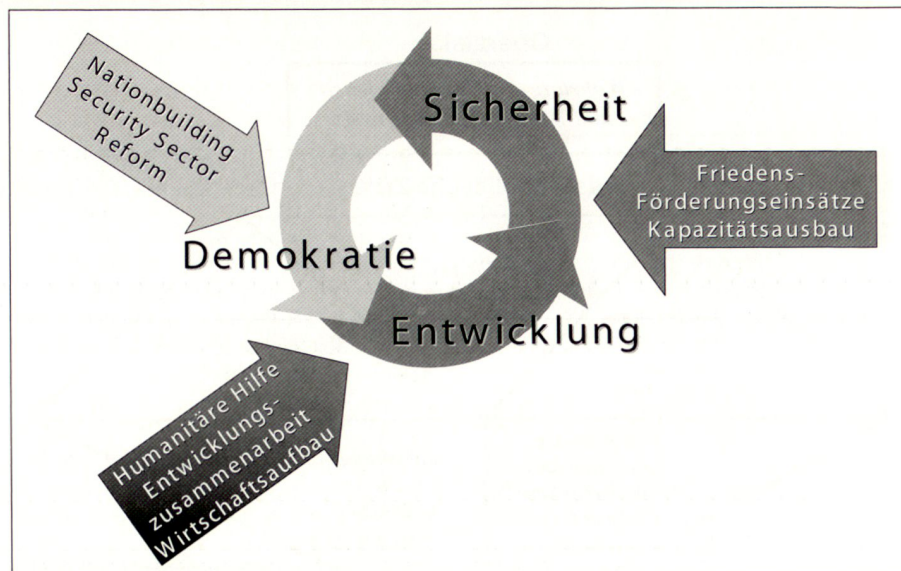 Nationbuilding
Security Sector
Reform
Sicherheit
Friedens-
Förderungseinsätze
Kapazitätsausbau
Demokratie
Entwicklung
Humanitäre Hilfe
Entwicklungs-
zusammenarbeit
Wirtschaftsaufbau